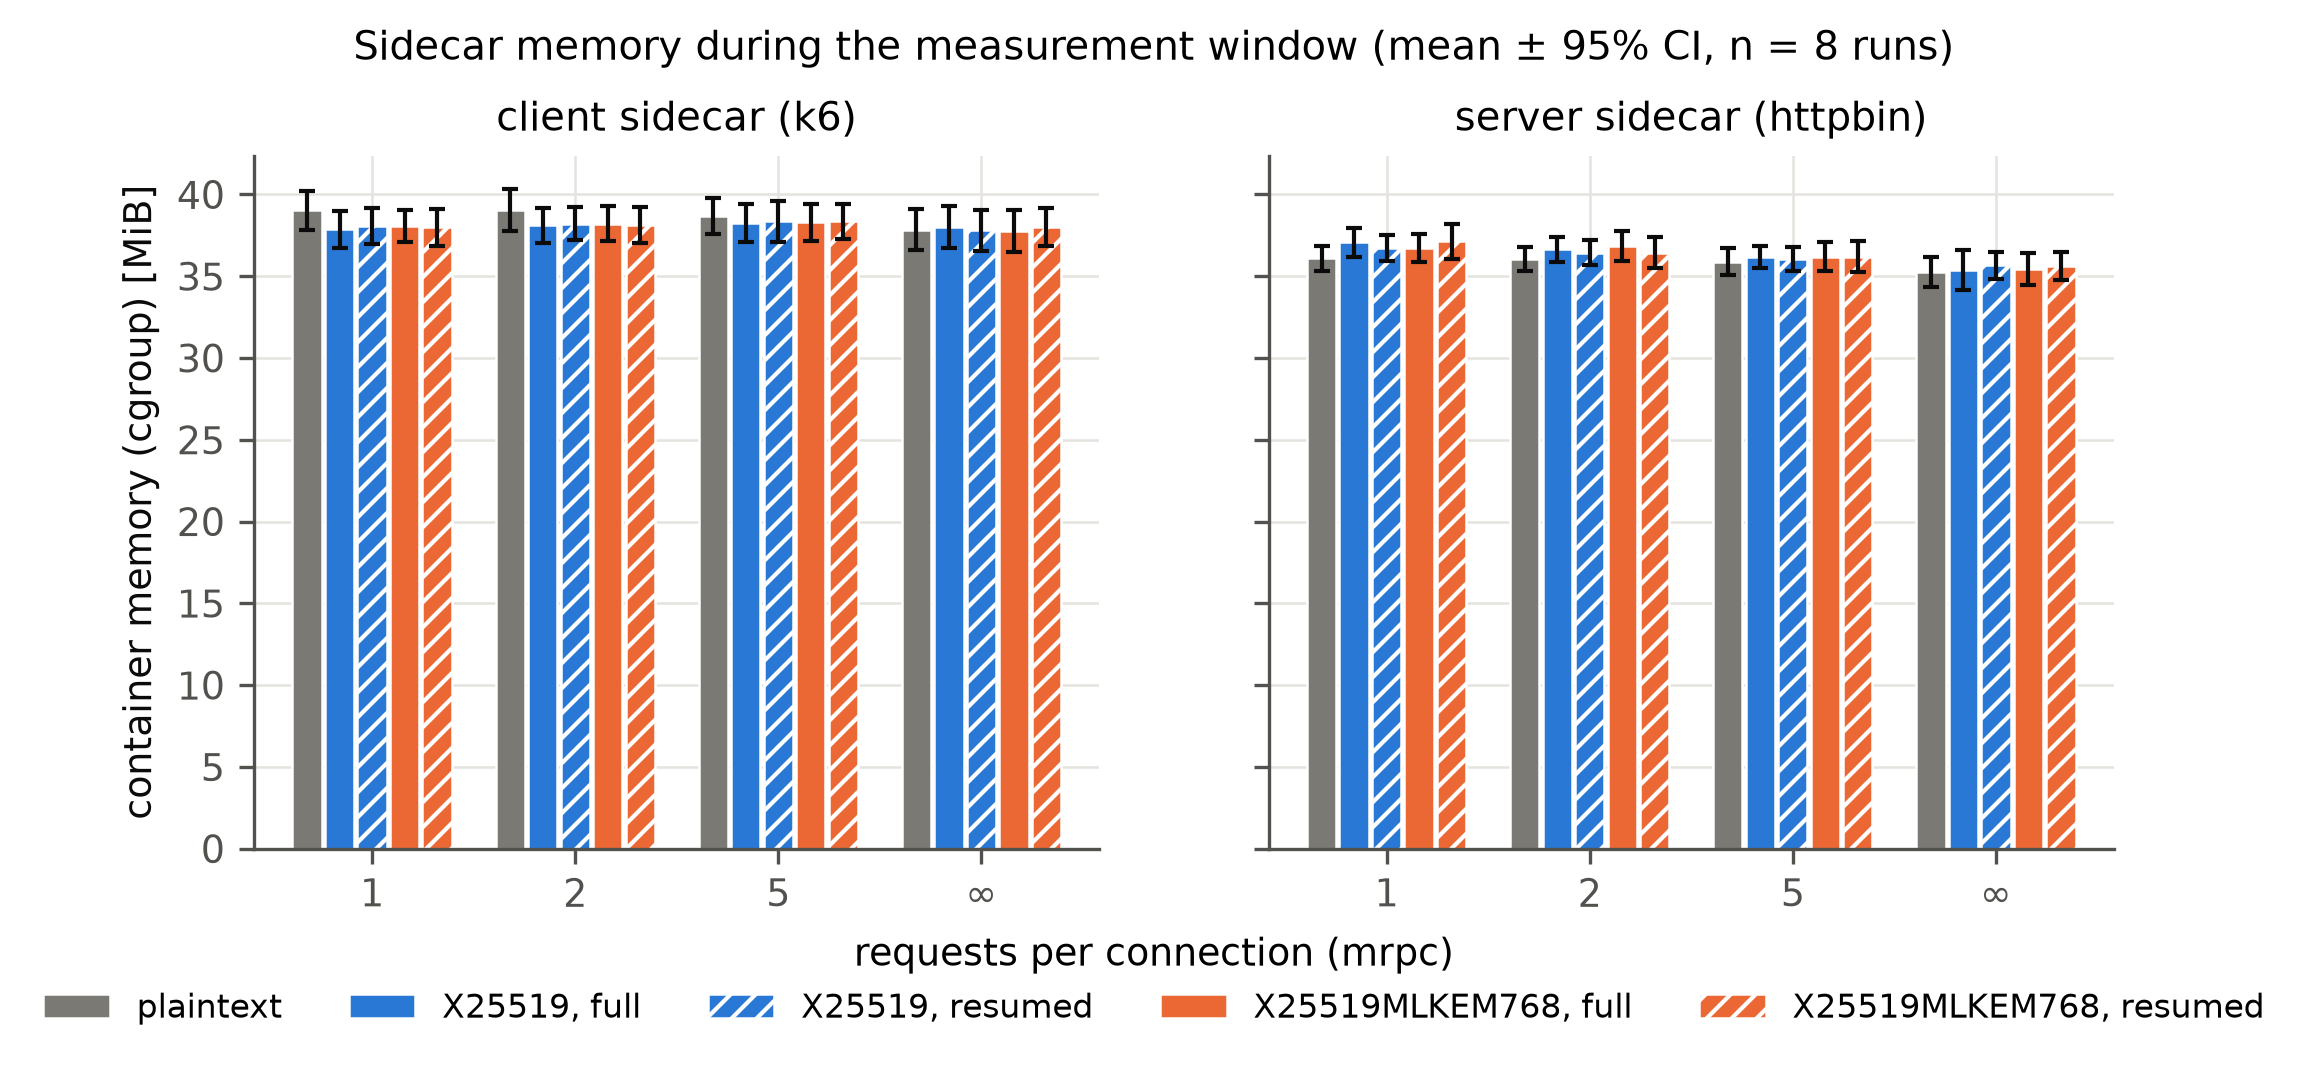 Sidecar memory during the measurement window (mean ± 95% CI, n = 8 runs)
client sidecar (k6)
server sidecar (httpbin)
container memory (cgroup) [MiB]
40
35
30
25
20
15
10
5
0
1 2 5 ∞
1 2 5 ∞
requests per connection (mrpc)
plaintext X25519, full X25519, resumed X25519MLKEM768, full X25519MLKEM768, resumed